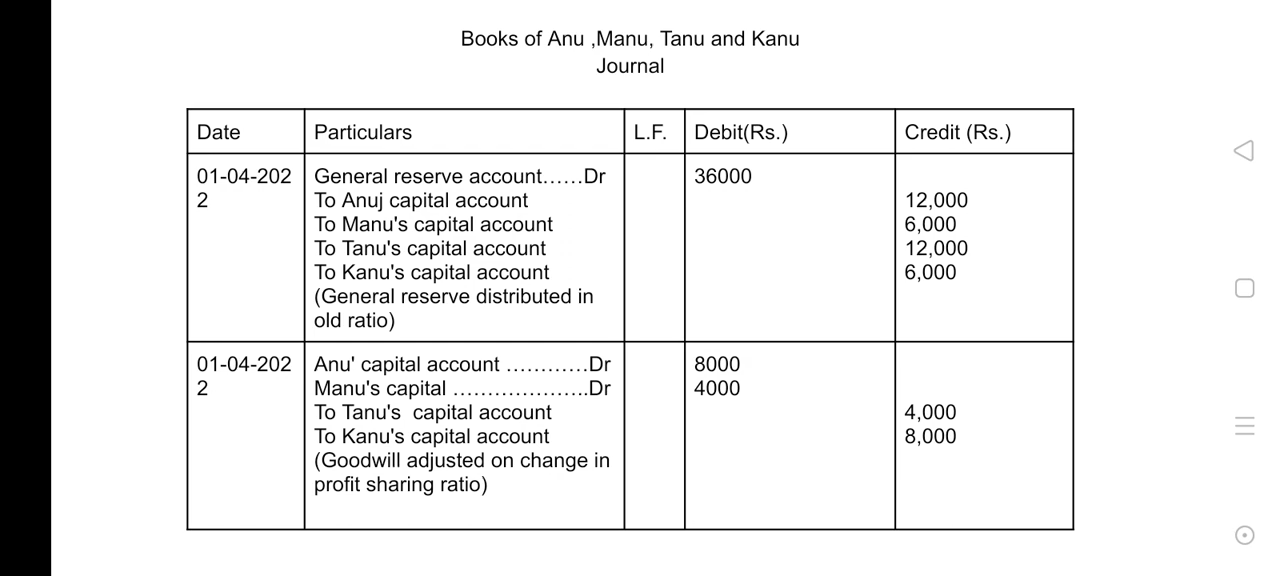 Books of Anu ,Manu, Tanu and Kanu
Journal
Date Particulars L.F. Debit(Rs.) Credit (Rs.)
01-04-202 General reserve account......Dr 36000
2 To Anuj capital account 12,000
To Manu's capital account 6,000
To Tanu's capital account 12,000
To Kanu's capital account 6,000
(General reserve distributed in
old ratio)
01-04-202 Anu' capital account …………Dr 8000
2 Manu's capital ………………..Dr 4000
To Tanu's  capital account 4,000
To Kanu's capital account 8,000
(Goodwill adjusted on change in
profit sharing ratio)